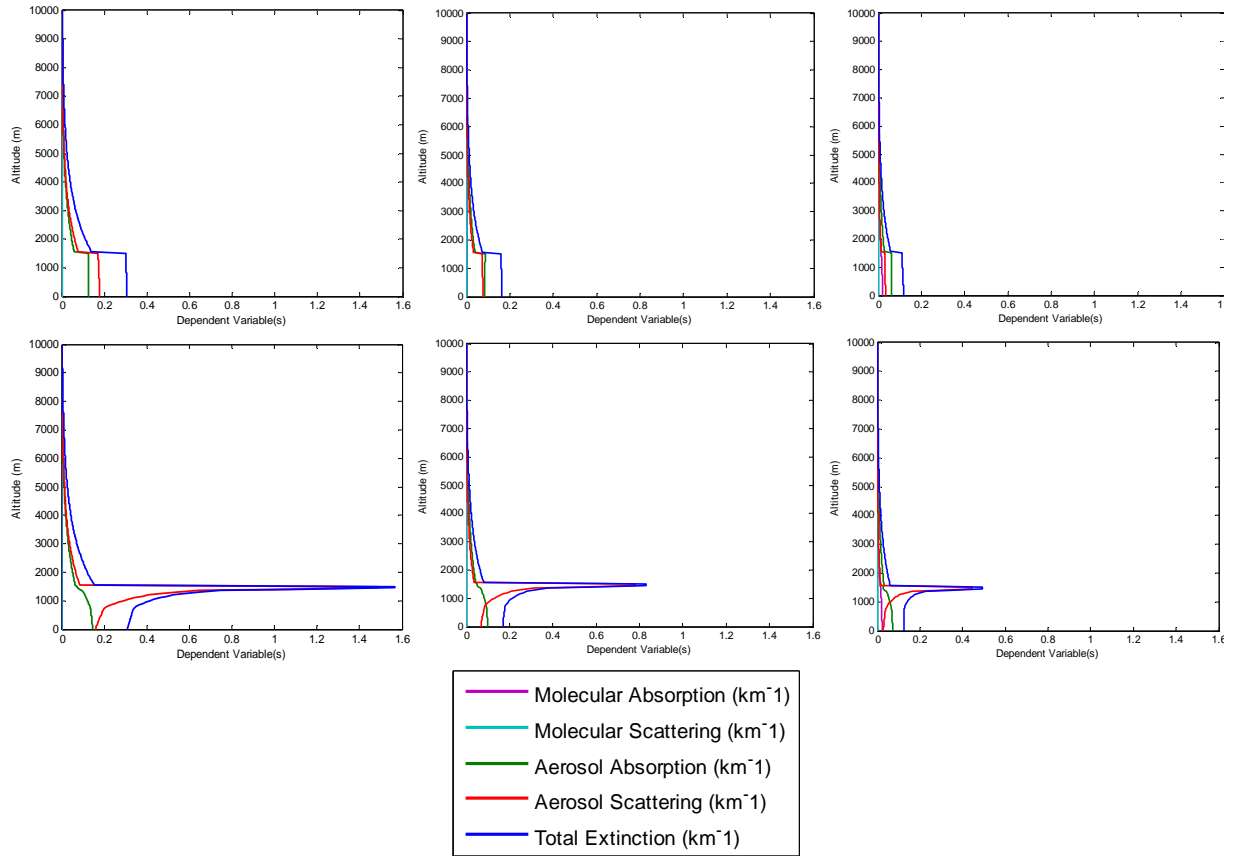 10000
9000
8000
7000
6000
5000
4000
3000
2000
1000
0
Altitude (m)
0 0.2 0.4 0.6 0.8 1 1.2 1.4 1.6
Dependent Variable(s)
10000
9000
8000
7000
6000
5000
4000
3000
2000
1000
0
Altitude (m)
0 0.2 0.4 0.6 0.8 1 1.2 1.4 1.6
Dependent Variable(s)
10000
9000
8000
7000
6000
5000
4000
3000
2000
1000
0
Altitude (m)
0 0.2 0.4 0.6 0.8 1 1.2 1.4 1
Dependent Variable(s)
10000
9000
8000
7000
6000
5000
4000
3000
2000
1000
0
Altitude (m)
0 0.2 0.4 0.6 0.8 1 1.2 1.4 1.6
Dependent Variable(s)
10000
9000
8000
7000
6000
5000
4000
3000
2000
1000
0
Altitude (m)
0 0.2 0.4 0.6 0.8 1 1.2 1.4 1.6
Dependent Variable(s)
10000
9000
8000
7000
6000
5000
4000
3000
2000
1000
0
Altitude (m)
0 0.2 0.4 0.6 0.8 1 1.2 1.4 1.6
Dependent Variable(s)
Molecular Absorption (km⁻1)
Molecular Scattering (km⁻1)
Aerosol Absorption (km⁻1)
Aerosol Scattering (km⁻1)
Total Extinction (km⁻1)